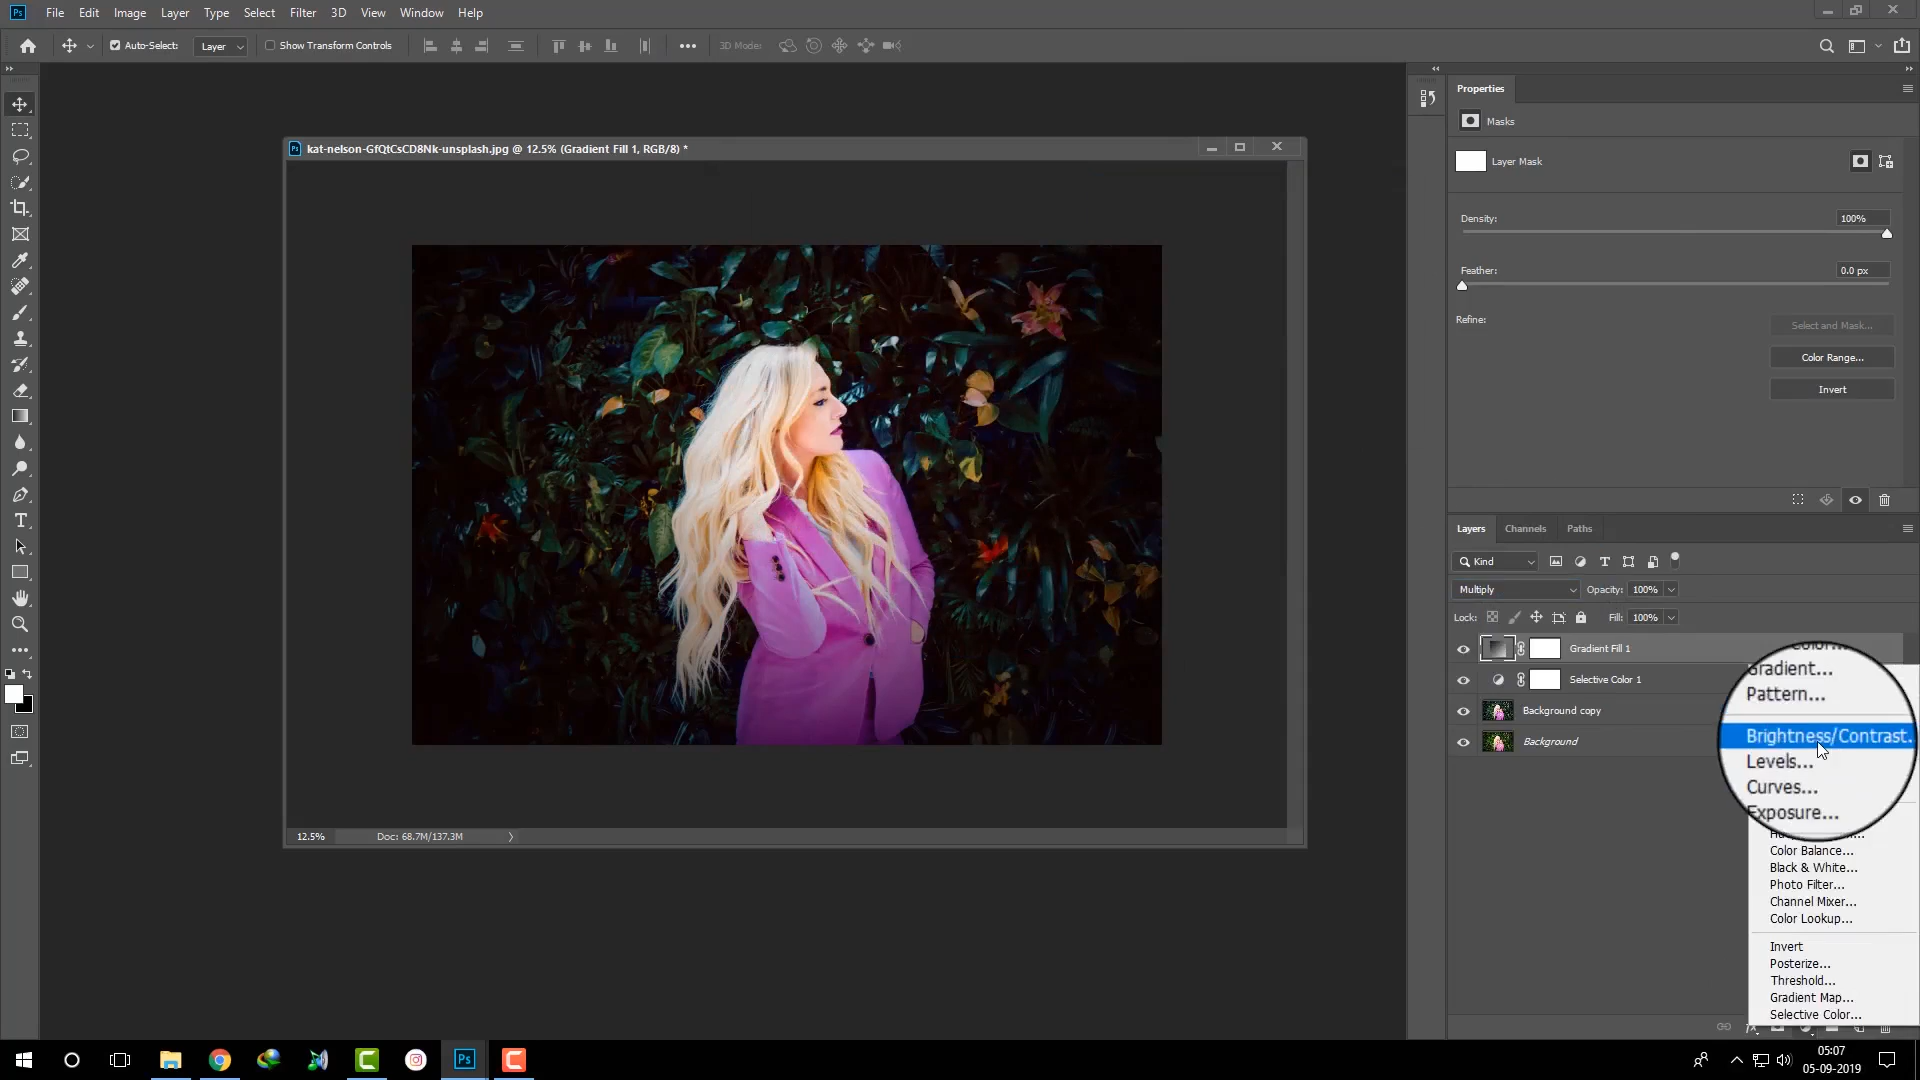 Ps File Edit Image Layer Type Select Filter 3D View Window Help
Auto-Select: Layer Show Transform Controls 3D Mode:
Properties
Masks
Layer Mask
Density: 100%
Feather: 0.0 px
Refine: Select and Mask...
Color Range...
Invert
Ps kat-nelson-GfQtCsCD8Nk-unsplash.jpg @ 12.5% (Gradient Fill 1, RGB/8) *
12.5% Doc: 68.7M/137.3M
Layers Channels Paths
Kind
Multiply Opacity: 100%
Lock: Fill: 100%
Gradient Fill 1
Selective Color 1
Background copy
Background
Gradient...
Pattern...
Brightness/Contrast.
Levels...
Curves...
Exposure...
Color Balance...
Black & White...
Photo Filter...
Channel Mixer...
Color Lookup...
Invert
Posterize...
Threshold...
Gradient Map...
Selective Color...
Ps
05:07
05-09-2019